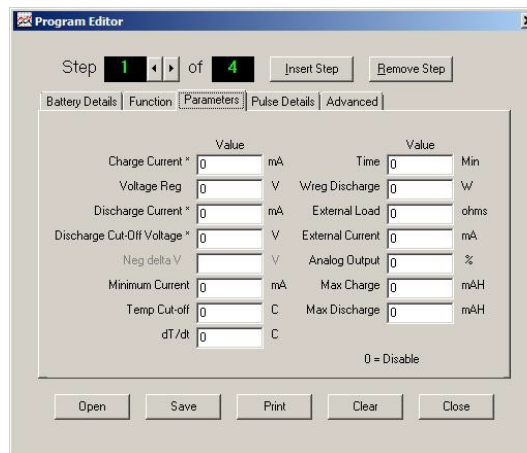 Program Editor
Step 1 of 4 Insert Step Remove Step
Battery Details Function Parameters Pulse Details Advanced
Value Value
Charge Current * 0 mA Time 0 Min
Voltage Reg 0 V Wreg Discharge 0 W
Discharge Current * 0 mA External Load 0 ohms
Discharge Cut-Off Voltage * 0 V External Current 0 mA
Neg delta V V Analog Output 0 %
Minimum Current 0 mA Max Charge 0 mAH
Temp Cut-off 0 C Max Discharge 0 mAH
dT/dt 0 C
0 = Disable
Open Save Print Clear Close